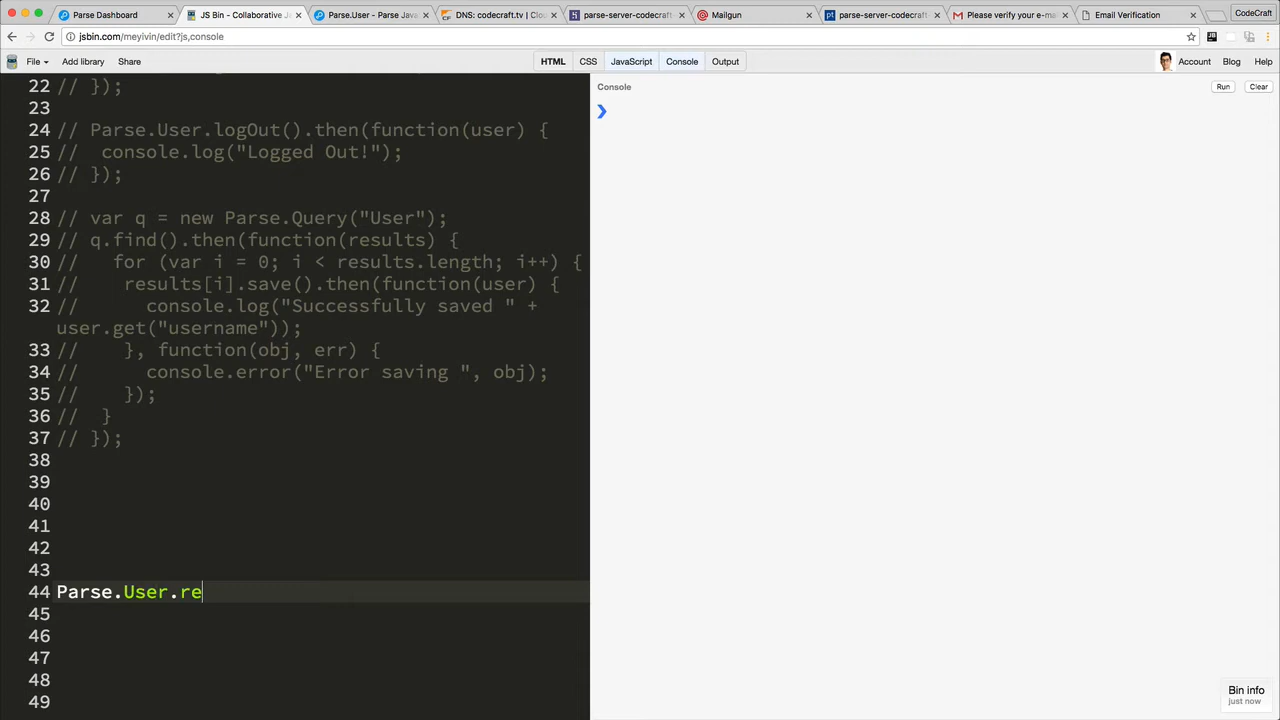 Parse Dashboard
JS Bin - Collaborative Ja
Parse.User - Parse Java
DNS: codecraft.tv | Clou
parse-server-codecraft
Mailgun
parse-server-codecraft
Please verify your e-ma
Email Verification
CodeCraft
jsbin.com/meyivin/edit?js,console
File
Add library
Share
HTML
CSS
JavaScript
Console
Output
Account
Blog
Help
22 // });
23
24 // Parse.User.logOut().then(function(user) {
25 //  console.log("Logged Out!");
26 // });
27
28 // var q = new Parse.Query("User");
29 // q.find().then(function(results) {
30 //   for (var i = 0; i < results.length; i++) {
31 //    results[i].save().then(function(user) {
32 //      console.log("Successfully saved " +
user.get("username"));
33 //    }, function(obj, err) {
34 //      console.error("Error saving ", obj);
35 //    });
36 //  }
37 // });
38
39
40
41
42
43
44 Parse.User.re
45
46
47
48
49
Console
Run
Clear
Bin info
just now